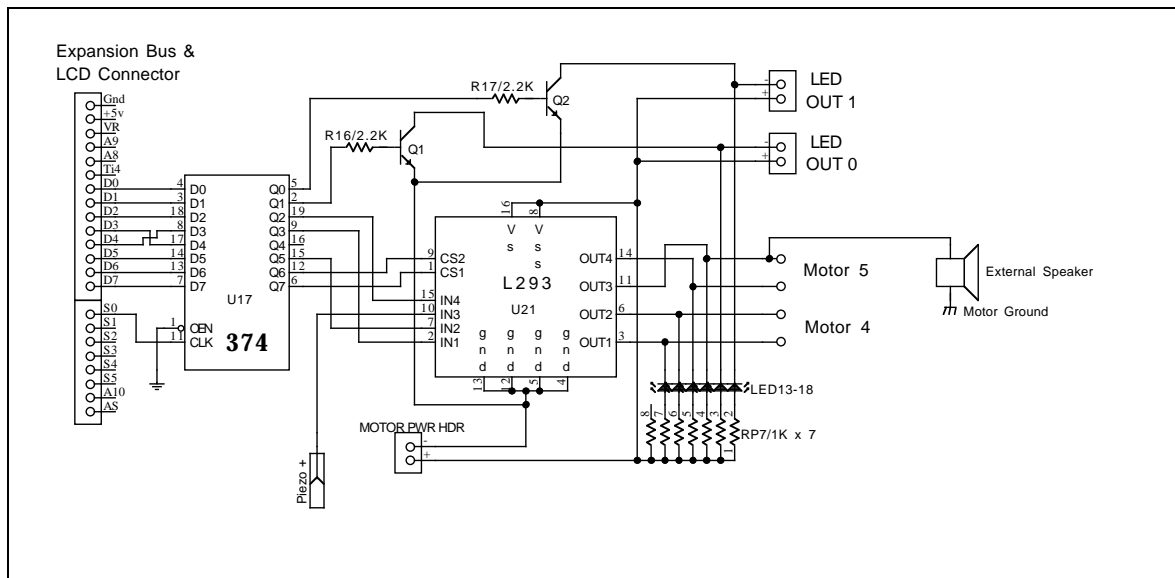 Expansion Bus &
LCD Connector
Gnd
+5v
VR
A9
A8
Ti4
D0
D1
D2
D3
D4
D5
D6
D7
S0
S1
S2
S3
S4
S5
A10
AS
4 D0 Q0 5
3 D1 Q1 2
18 D2 Q2 19
8 D3 Q3 9
17 D4 Q4 16
14 D5 Q5 15
13 D6 Q6 12
7 D7 Q7 6
U17
1 OEN
11 CLK
374
R17/2.2K
Q2
R16/2.2K
Q1
- LED
+ OUT 1
- LED
+ OUT 0
16 8
Vs Vss
9 CS2 OUT4 14
1 CS1 OUT3 11
L293
U21
15 IN4
10 IN3 OUT2 6
7 IN2
2 IN1 OUT1 3
gnd gnd gnd gnd
13 12 5 4
Motor 5
Motor 4
External Speaker
Motor Ground
LED13-18
8 7 6 5 4 3 2
RP7/1K x 7
1
MOTOR PWR HDR
-
+
Piezo +